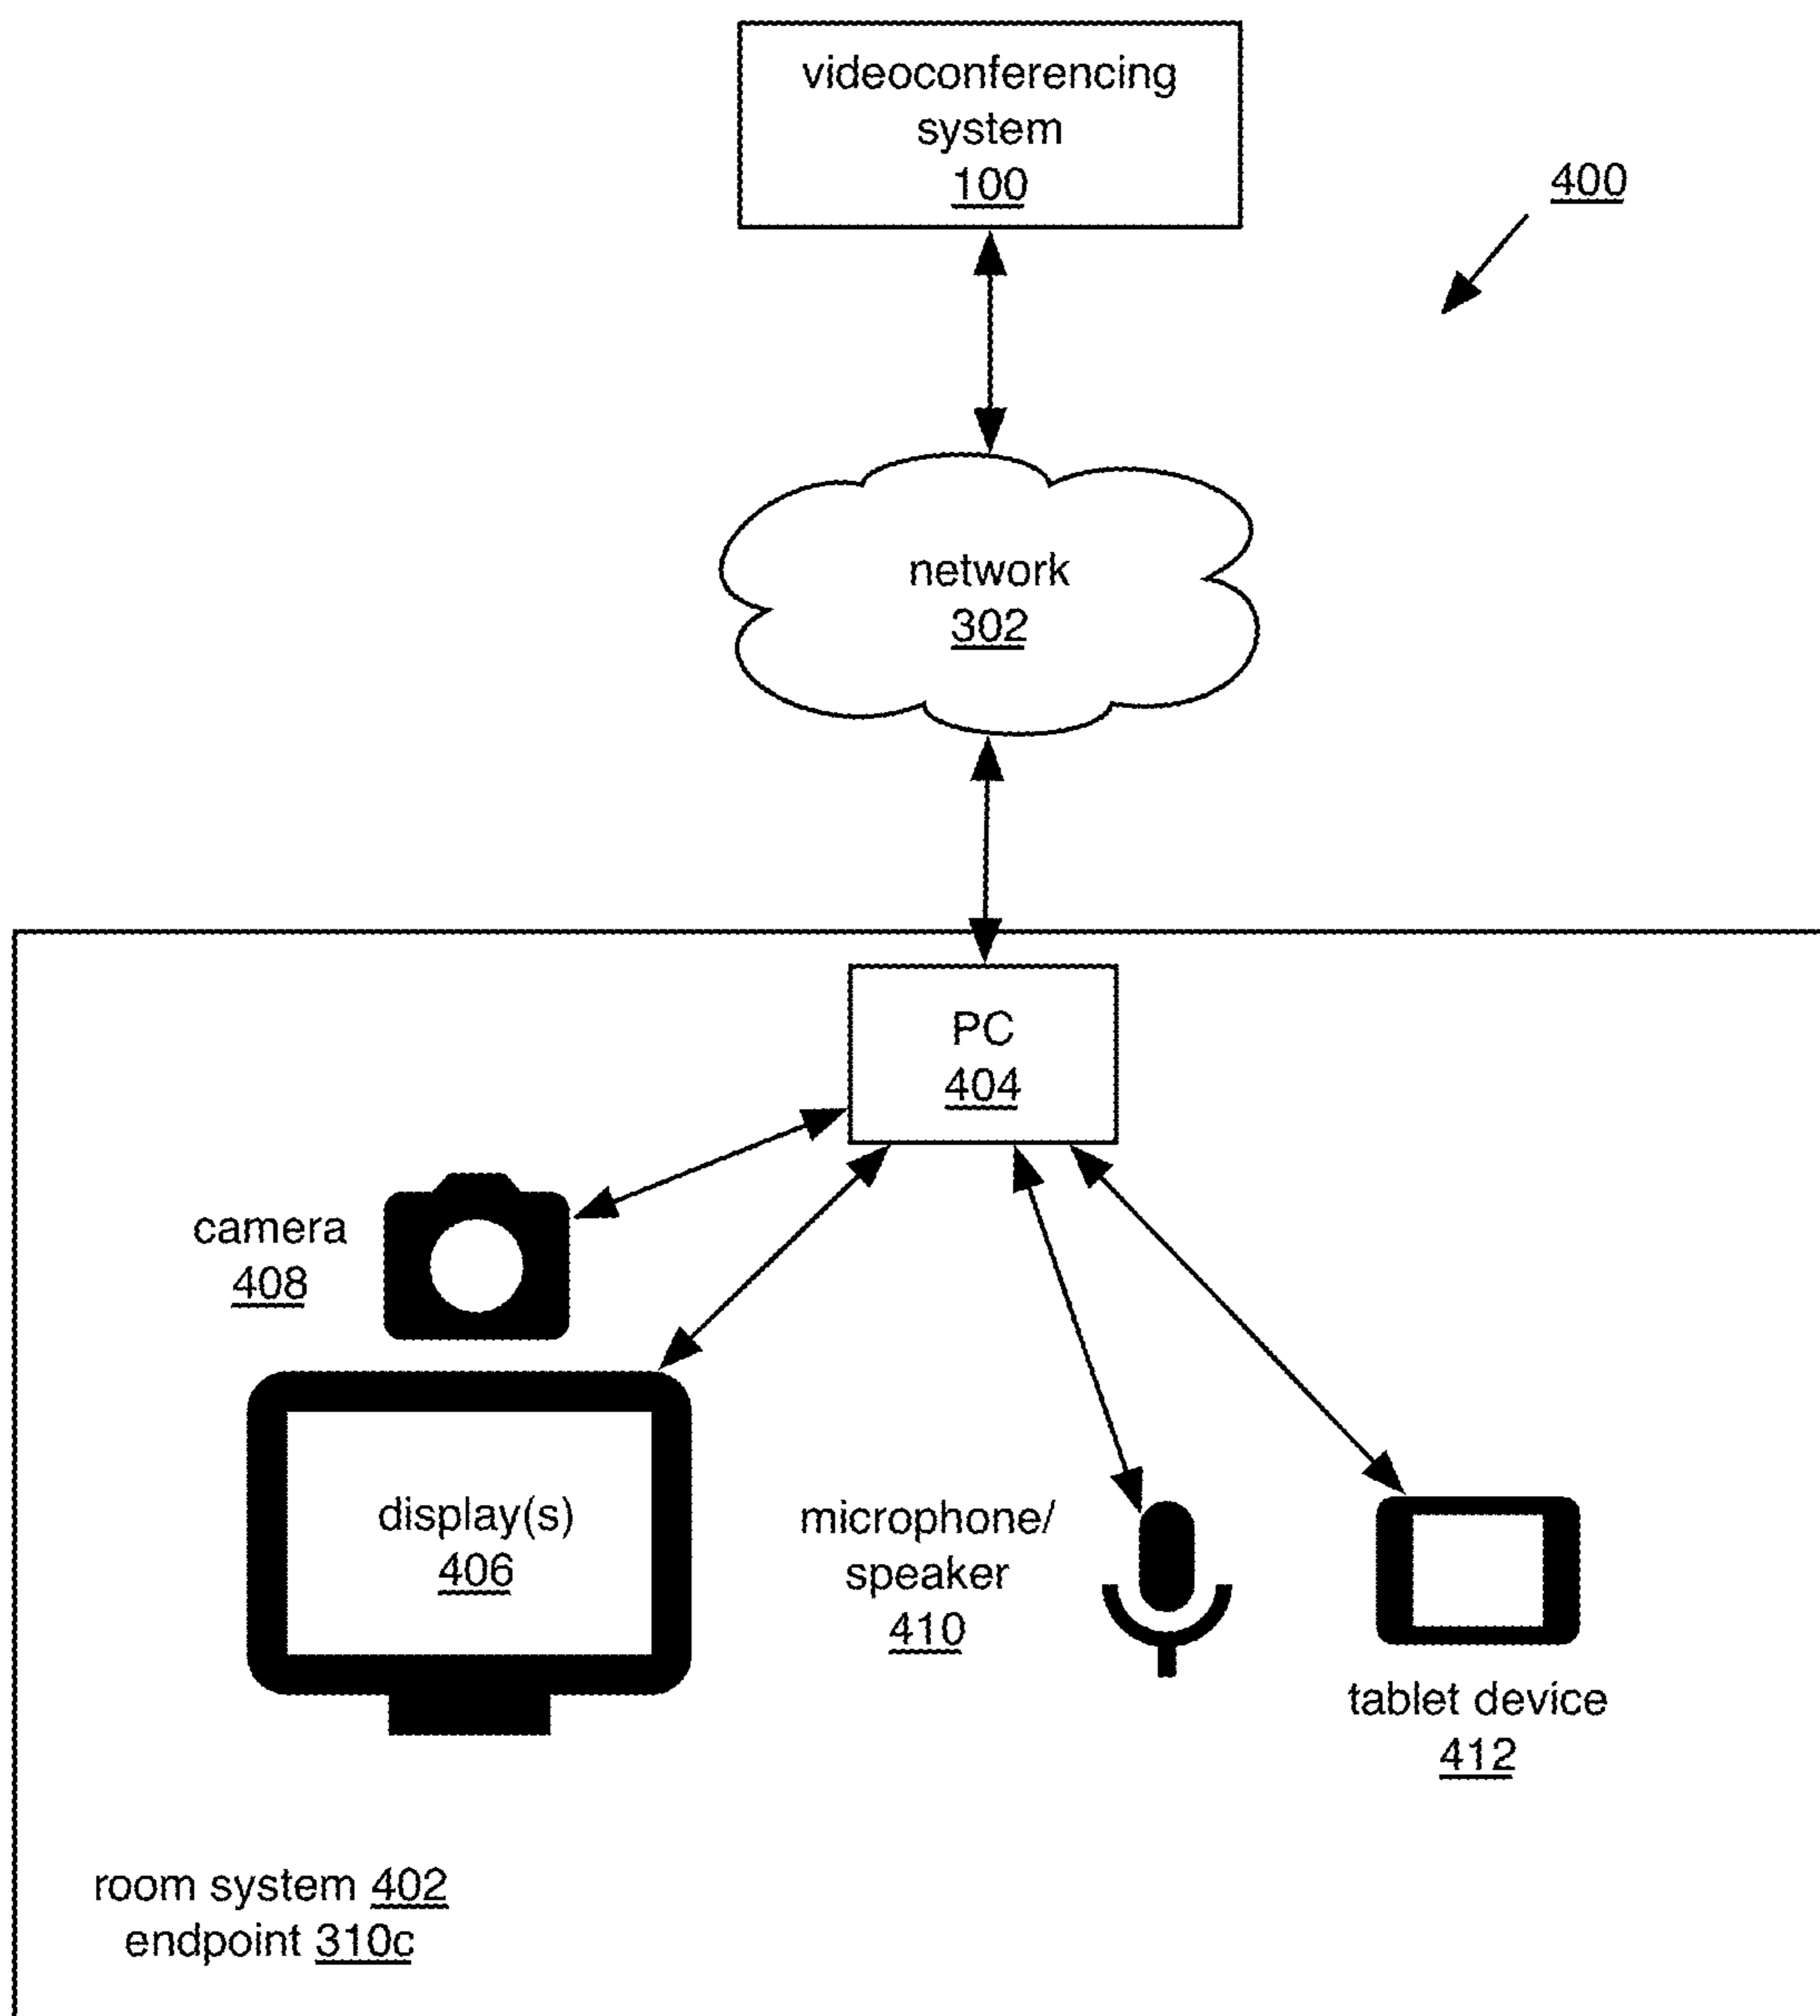 videoconferencing
system
100
400
network
302
PC
404
camera
408
display(s)
406
microphone/
speaker
410
tablet device
412
room system 402
endpoint 310c